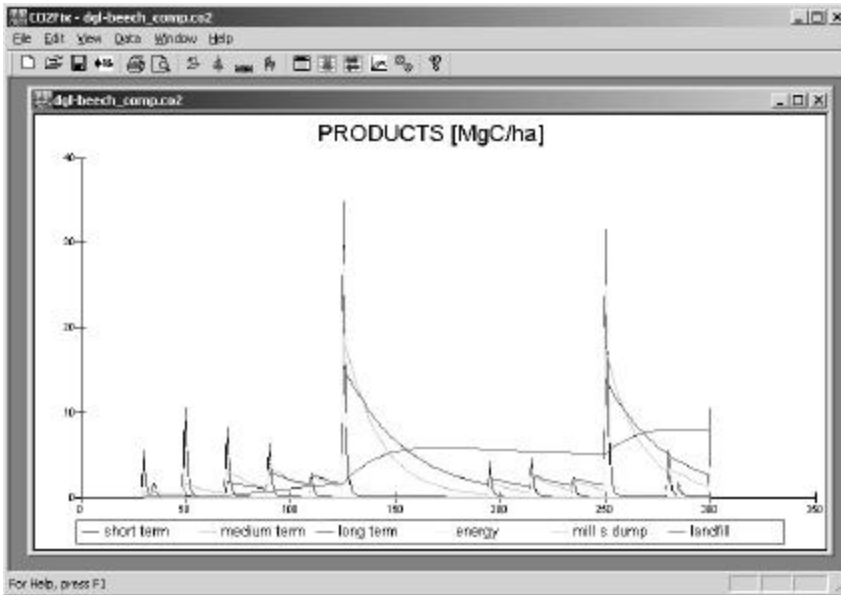 CO2Fix - dgl-beech_comp.co2
File Edit View Data Window Help
dgl-beech_comp.co2
PRODUCTS [MgC/ha]
40
30
20
10
0
0 50 100 150 200 250 300 350
short term medium term long term energy mill s dump landfill
For Help, press F1